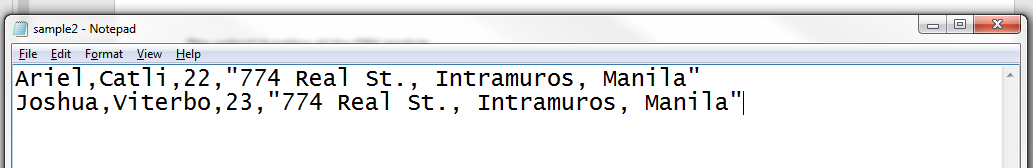 sample2 - Notepad
File Edit Format View Help
Ariel,Catli,22,"774 Real St., Intramuros, Manila"
Joshua,Viterbo,23,"774 Real St., Intramuros, Manila"